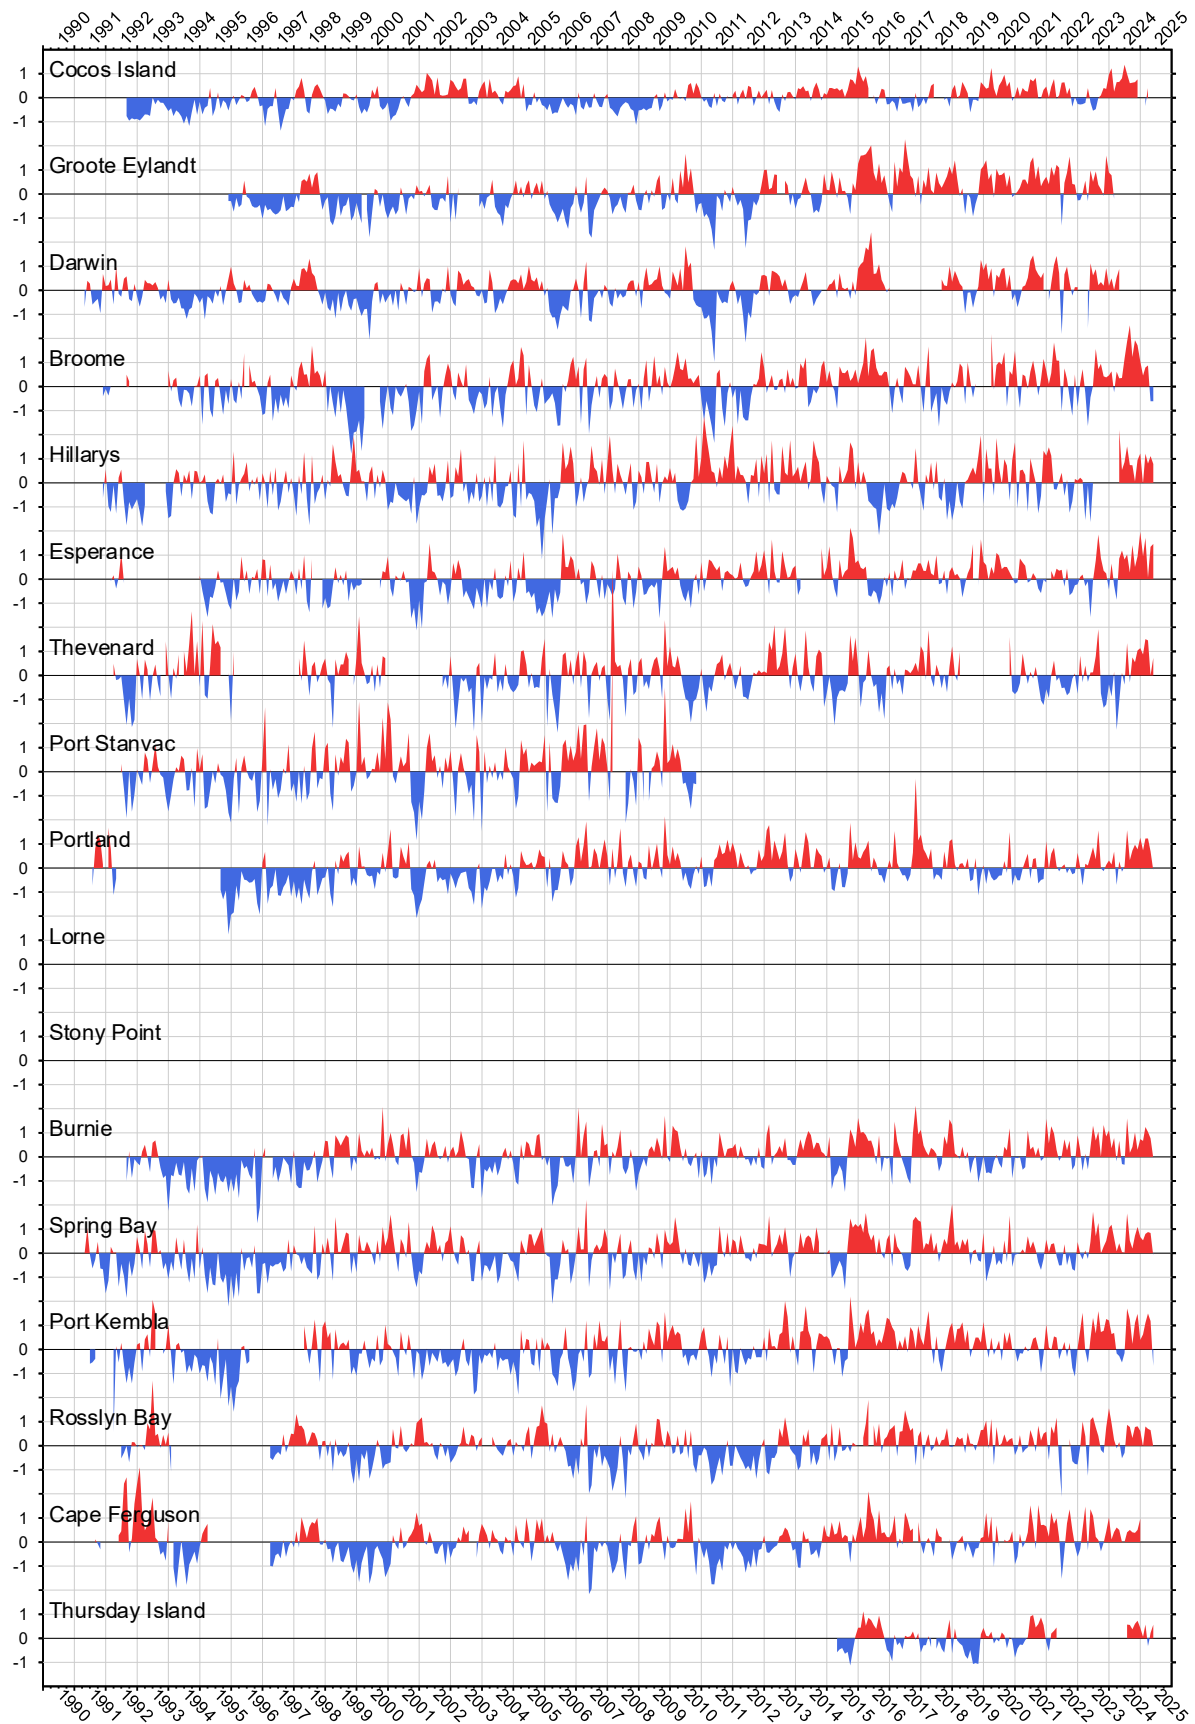 1990 1991 1992 1993 1994 1995 1996 1997 1998 1999 2000 2001 2002 2003 2004 2005 2006 2007 2008 2009 2010 2011 2012 2013 2014 2015 2016 2017 2018 2019 2020 2021 2022 2023 2024 2025
1 Cocos Island
0
-1
1 Groote Eylandt
0
-1
1 Darwin
0
-1
1 Broome
0
-1
1 Hillarys
0
-1
1 Esperance
0
-1
1 Thevenard
0
-1
1 Port Stanvac
0
-1
1 Portland
0
-1
1 Lorne
0
-1
1 Stony Point
0
-1
1 Burnie
0
-1
1 Spring Bay
0
-1
1 Port Kembla
0
-1
1 Rosslyn Bay
0
-1
1 Cape Ferguson
0
-1
1 Thursday Island
0
-1
1990 1991 1992 1993 1994 1995 1996 1997 1998 1999 2000 2001 2002 2003 2004 2005 2006 2007 2008 2009 2010 2011 2012 2013 2014 2015 2016 2017 2018 2019 2020 2021 2022 2023 2024 2025